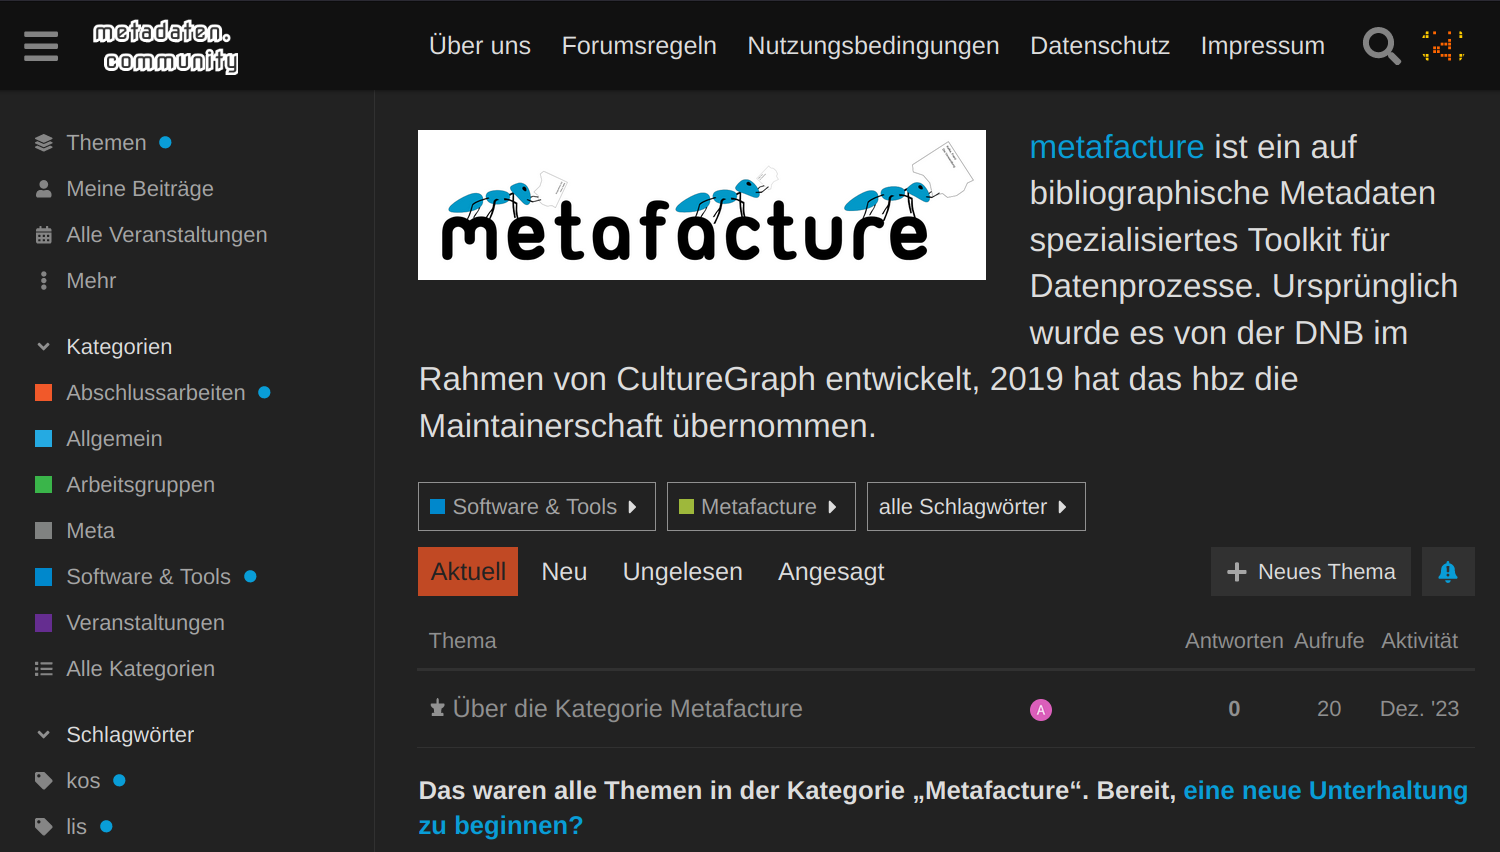 metadaten.
community
Über uns Forumsregeln Nutzungsbedingungen Datenschutz Impressum
Themen
Meine Beiträge
Alle Veranstaltungen
Mehr
Kategorien
Abschlussarbeiten
Allgemein
Arbeitsgruppen
Meta
Software & Tools
Veranstaltungen
Alle Kategorien
Schlagwörter
kos
lis
metafacture
metafacture ist ein auf
bibliographische Metadaten
spezialisiertes Toolkit für
Datenprozesse. Ursprünglich
wurde es von der DNB im
Rahmen von CultureGraph entwickelt, 2019 hat das hbz die
Maintainerschaft übernommen.
Software & Tools Metafacture alle Schlagwörter
Aktuell Neu Ungelesen Angesagt Neues Thema
Thema Antworten Aufrufe Aktivität
Über die Kategorie Metafacture A 0 20 Dez. '23
Das waren alle Themen in der Kategorie „Metafacture“. Bereit, eine neue Unterhaltung
zu beginnen?